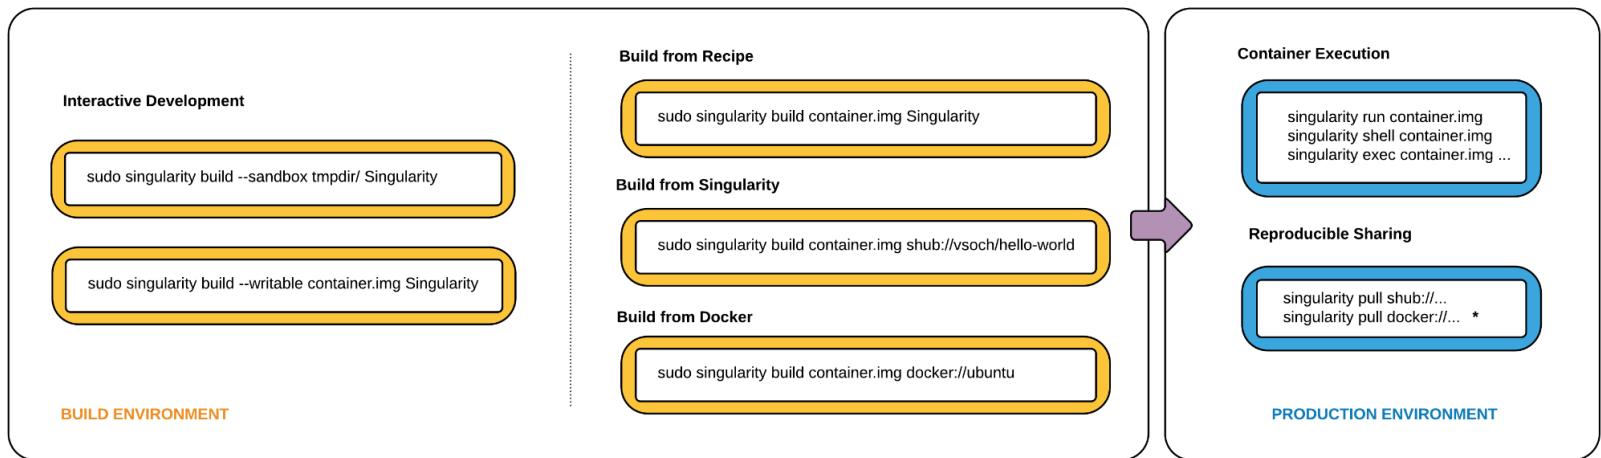 Interactive Development
sudo singularity build --sandbox tmpdir/ Singularity
sudo singularity build --writable container.img Singularity
BUILD ENVIRONMENT
Build from Recipe
sudo singularity build container.img Singularity
Build from Singularity
sudo singularity build container.img shub://vsoch/hello-world
Build from Docker
sudo singularity build container.img docker://ubuntu
Container Execution
singularity run container.img
singularity shell container.img
singularity exec container.img ...
Reproducible Sharing
singularity pull shub://...
singularity pull docker://... *
PRODUCTION ENVIRONMENT